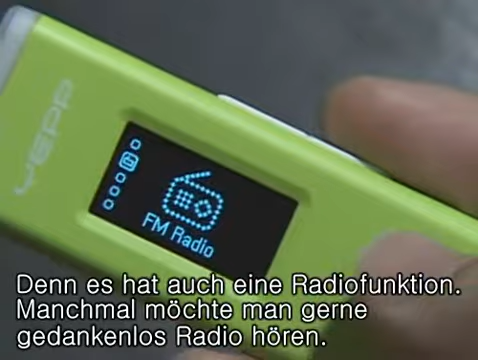 YEPP
FM Radio
Denn es hat auch eine Radiofunktion.
Manchmal möchte man gerne
gedankenlos Radio hören.